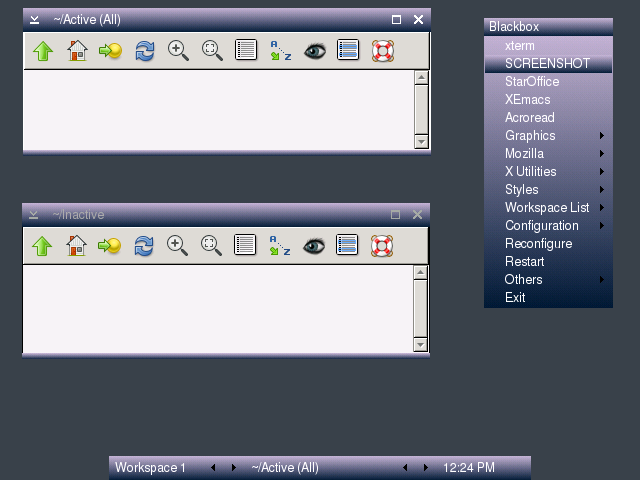 ~/Active (All)
A
Z
~/Inactive
A
Z
Blackbox
xterm
SCREENSHOT
StarOffice
XEmacs
Acroread
Graphics
Mozilla
X Utilities
Styles
Workspace List
Configuration
Reconfigure
Restart
Others
Exit
Workspace 1
~/Active (All)
12:24 PM